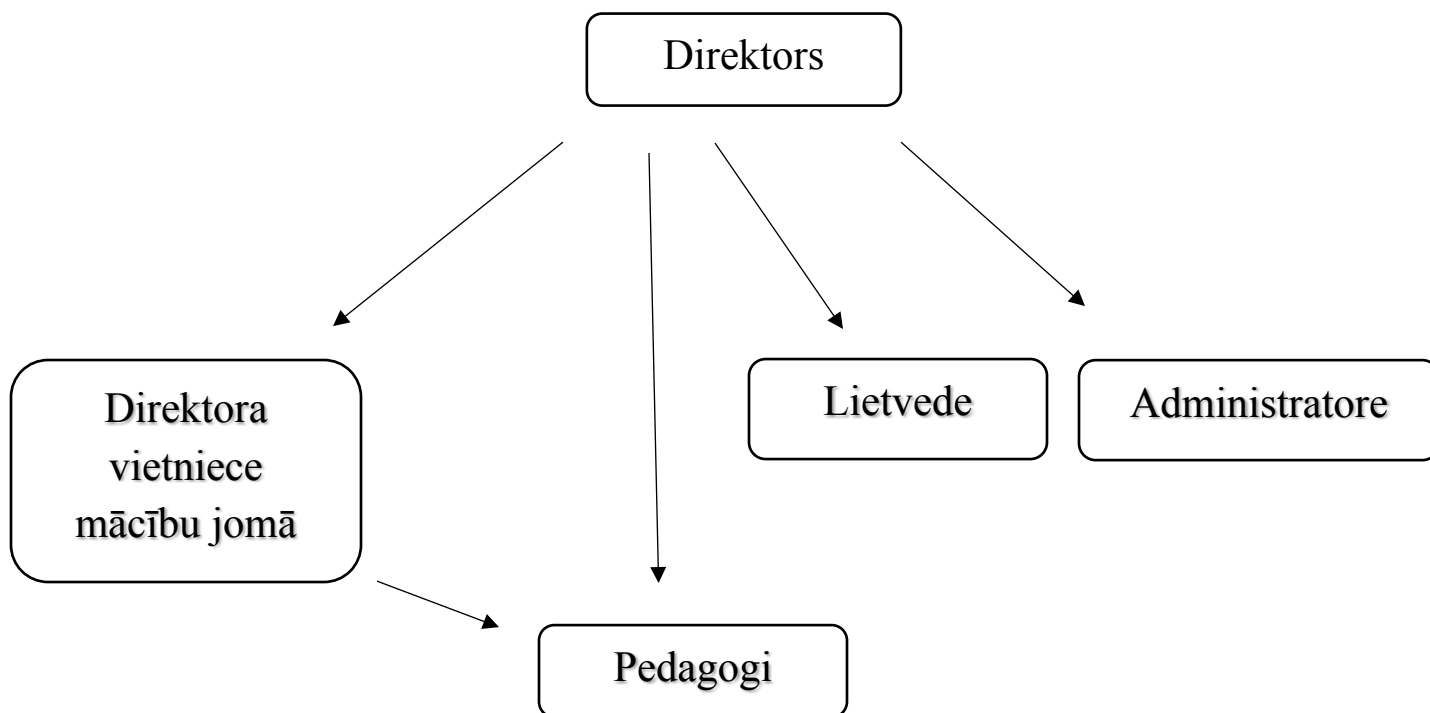 Direktors
Direktora
vietniece
mācību jomā
Lietvede
Administratore
Pedagogi